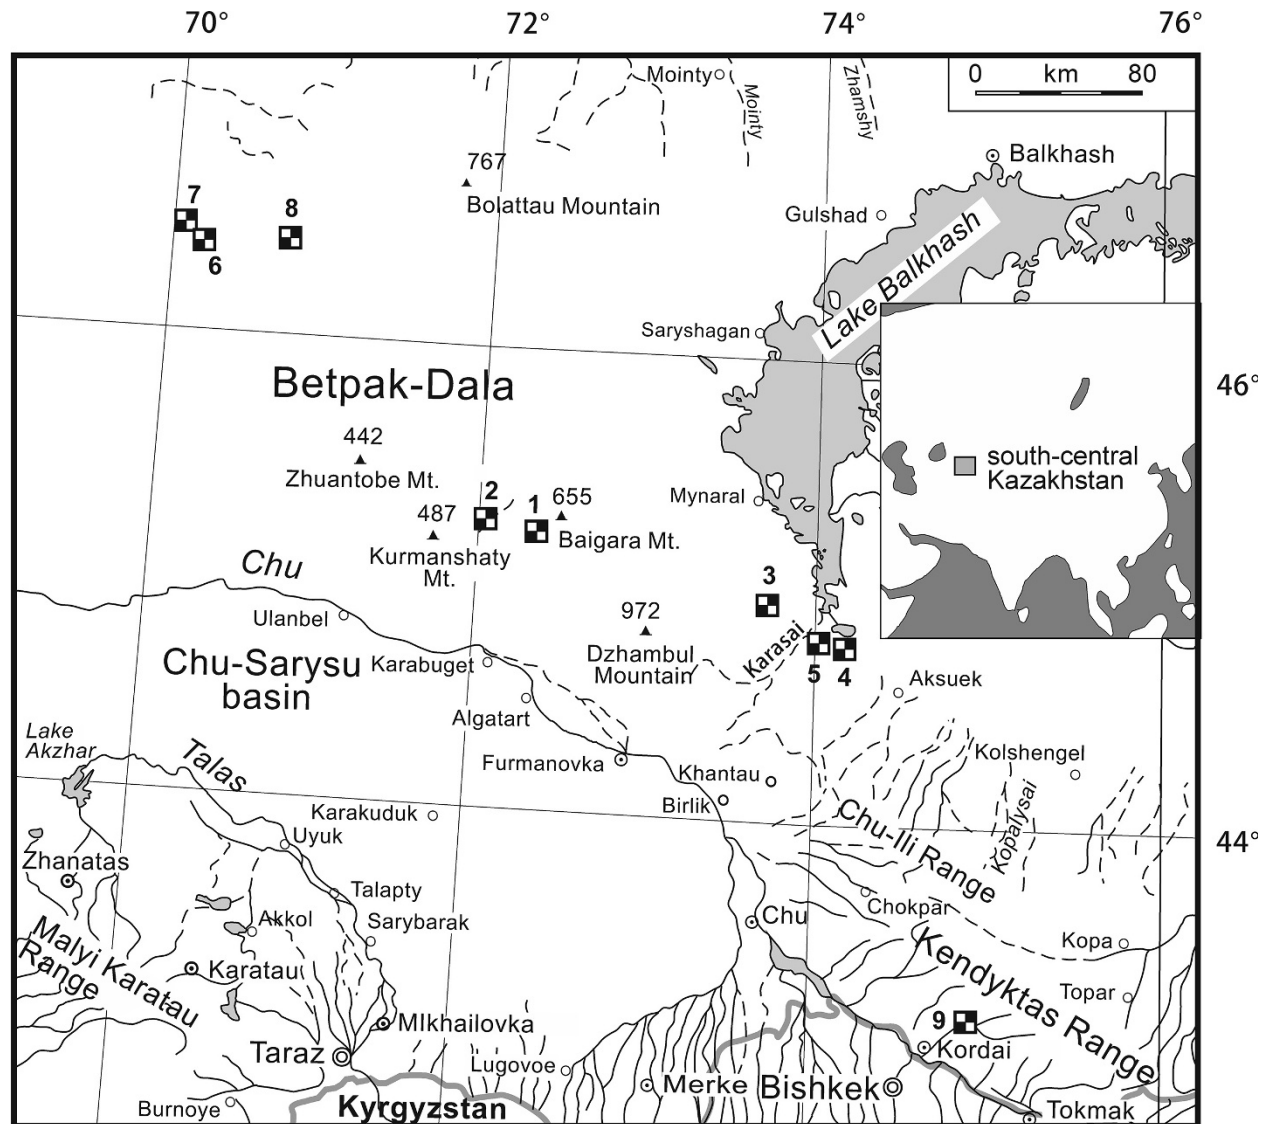 70° 72° 74° 76°
0 km 80
Mointy
Mointy
Zhamshy
Balkhash
767
Bolattau Mountain
Gulshad
7
8
6
Lake Balkhash
Saryshagan
46°
Betpak-Dala
442
Zhuantobe Mt.
south-central
Kazakhstan
Mynaral
2
1
655
487
Baigara Mt.
Kurmanshaty
Mt.
Chu
3
Ulanbel
972
Dzhambul
Mountain
Karasai
5
4
Chu-Sarysu
basin
Karabuget
Aksuek
Algatart
Lake
Akzhar
Talas
Furmanovka
Khantau
Kolshengel
Birlik
Karakuduk
Uyuk
Chu-Ili Range
Kopalysai
44°
Zhanatas
Talapty
Chokpar
Akkol
Sarybarak
Chu
Kopa
Malyi Karatau
Range
Karatau
Kendyktas Range
Topar
MIkhailovka
9
Kordai
Taraz
Lugovoe
Merke
Bishkek
Burnoye
Kyrgyzstan
Tokmak